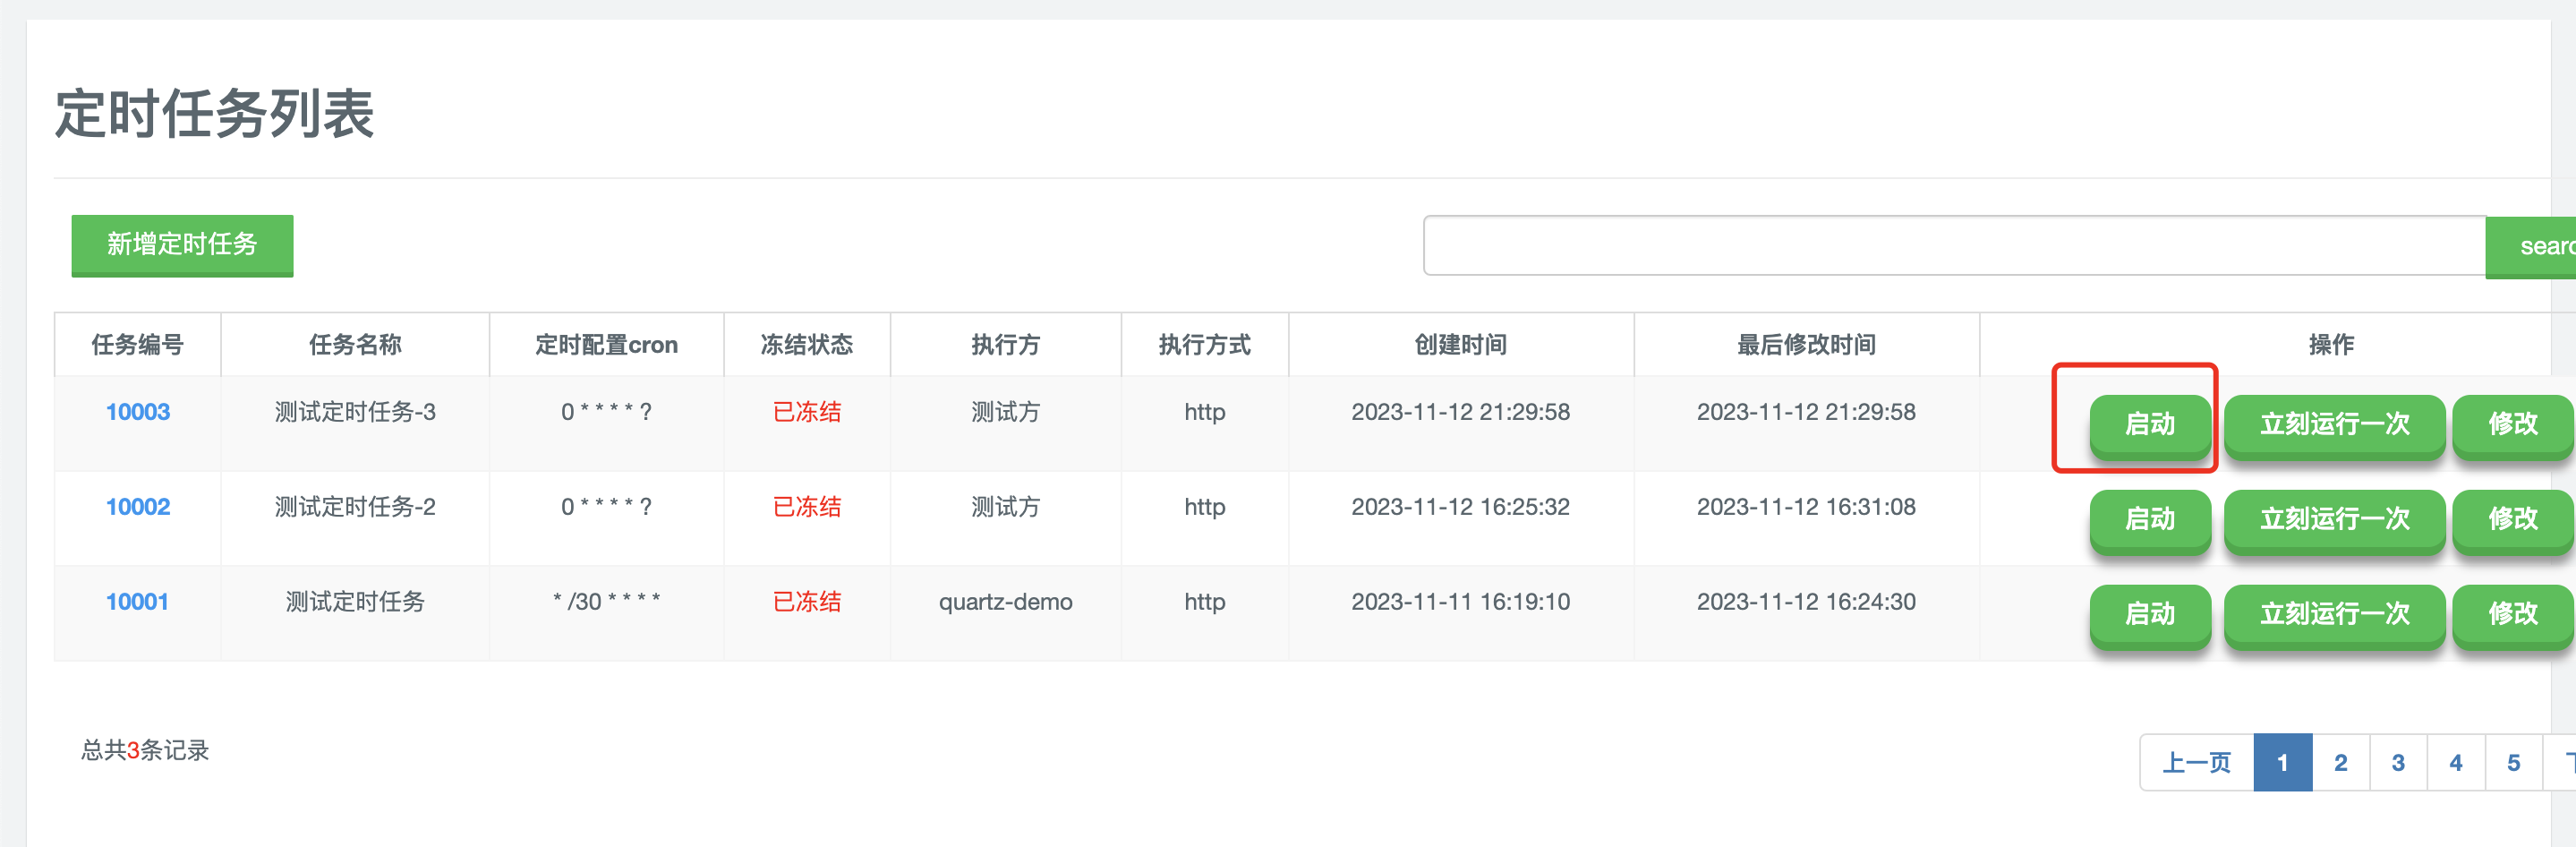 定时任务列表
新增定时任务 searc
任务编号 任务名称 定时配置cron 冻结状态 执行方 执行方式 创建时间 最后修改时间 操作
10003 测试定时任务-3 0 * * * * ? 已冻结 测试方 http 2023-11-12 21:29:58 2023-11-12 21:29:58 启动 立刻运行一次 修改
10002 测试定时任务-2 0 * * * * ? 已冻结 测试方 http 2023-11-12 16:25:32 2023-11-12 16:31:08 启动 立刻运行一次 修改
10001 测试定时任务 * /30 * * * * 已冻结 quartz-demo http 2023-11-11 16:19:10 2023-11-12 16:24:30 启动 立刻运行一次 修改
总共3条记录 上一页 1 2 3 4 5